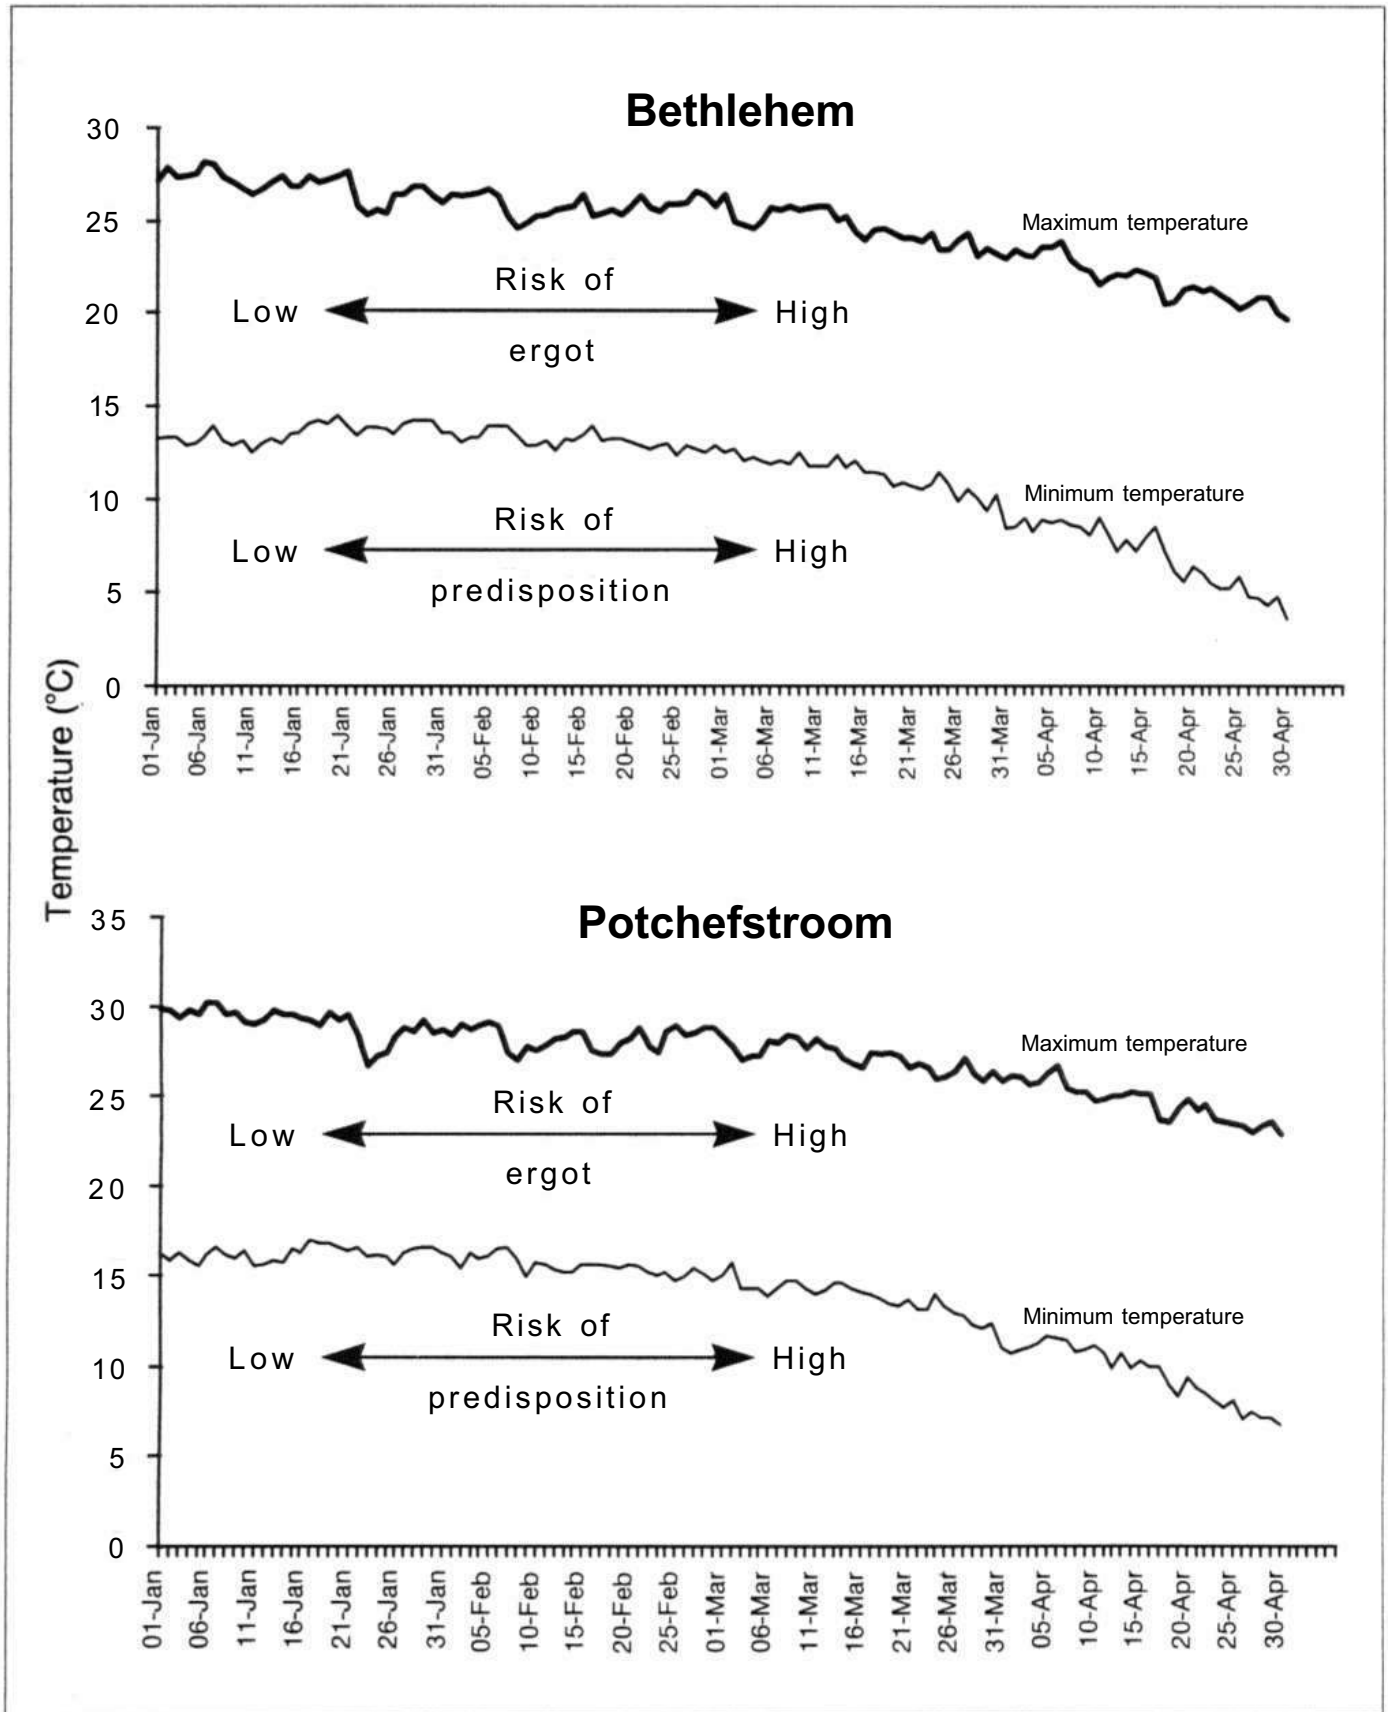 Bethlehem
30
25
20
15
10
5
0
Maximum temperature
Risk of
Low High
ergot
Minimum temperature
Risk of
Low High
predisposition
01-Jan
06-Jan
11-Jan
16-Jan
21-Jan
26-Jan
31-Jan
05-Feb
10-Feb
15-Feb
20-Feb
25-Feb
01-Mar
06-Mar
11-Mar
16-Mar
21-Mar
26-Mar
31-Mar
05-Apr
10-Apr
15-Apr
20-Apr
25-Apr
30-Apr
Temperature (°C)
Potchefstroom
35
30
25
20
15
10
5
0
Maximum temperature
Risk of
Low High
ergot
Minimum temperature
Risk of
Low High
predisposition
01-Jan
06-Jan
11-Jan
16-Jan
21-Jan
26-Jan
31-Jan
05-Feb
10-Feb
15-Feb
20-Feb
25-Feb
01-Mar
06-Mar
11-Mar
16-Mar
21-Mar
26-Mar
31-Mar
05-Apr
10-Apr
15-Apr
20-Apr
25-Apr
30-Apr